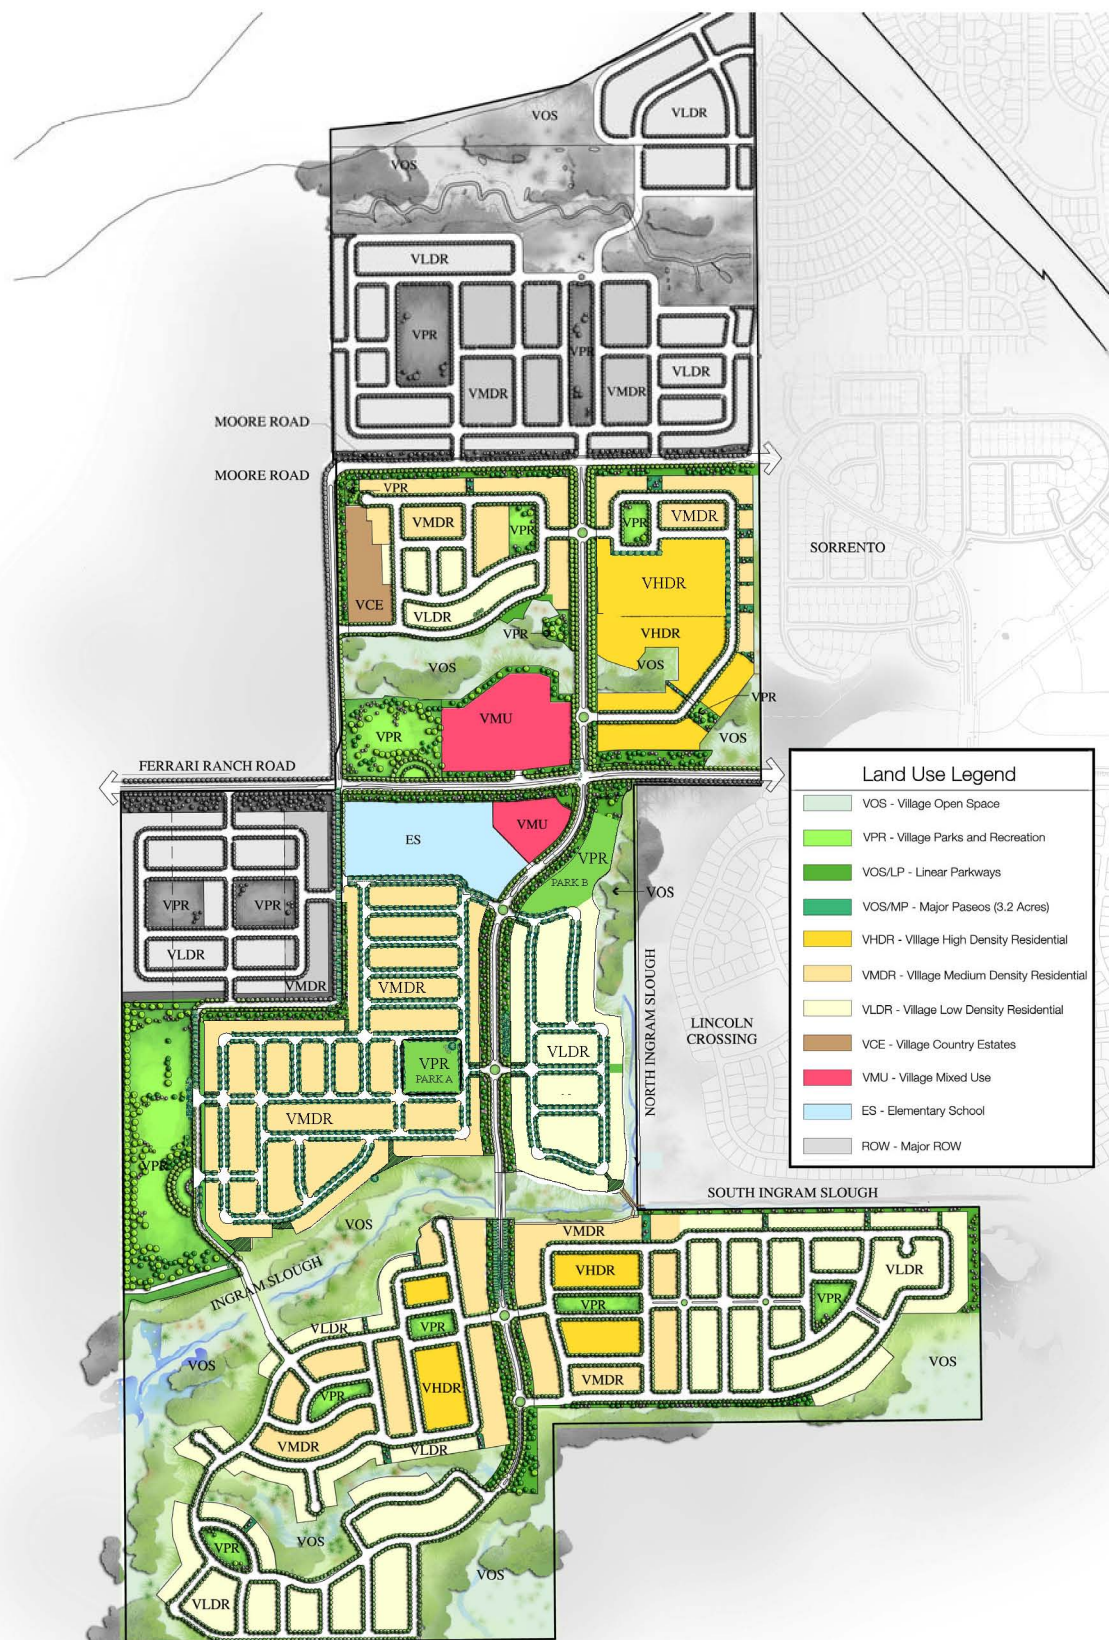 VOS
VLDR
VOS
VLDR
VPR
VPR
VLDR
VMDR
VMDR
MOORE ROAD
MOORE ROAD
VPR
VMDR
VPR
VPR
VMDR
SORRENTO
VHDR
VCE
VLDR
VPR
VHDR
VOS
VOS
VPR
VMU
VPR
VOS
FERRARI RANCH ROAD
Land Use Legend
VOS - Village Open Space
VPR - Village Parks and Recreation
VOS/LP - Linear Parkways
VOS/MP - Major Paseos (3.2 Acres)
VHDR - VIllage High Density Residential
VMDR - VIllage Medium Density Residential
VLDR - Village Low Density Residential
VCE - Village Country Estates
VMU - Village Mixed Use
ES - Elementary School
ROW - Major ROW
VMU
ES
VPR
PARK B
VOS
VPR
VPR
VLDR
VMDR
VMDR
NORTH INGRAM SLOUGH
LINCOLN
CROSSING
VLDR
VPR
PARK A
VMDR
VPR
SOUTH INGRAM SLOUGH
VOS
VMDR
INGRAM SLOUGH
VHDR
VLDR
VPR
VPR
VLDR
VPR
VOS
VOS
VHDR
VMDR
VPR
VMDR
VLDR
VOS
VPR
VOS
VLDR